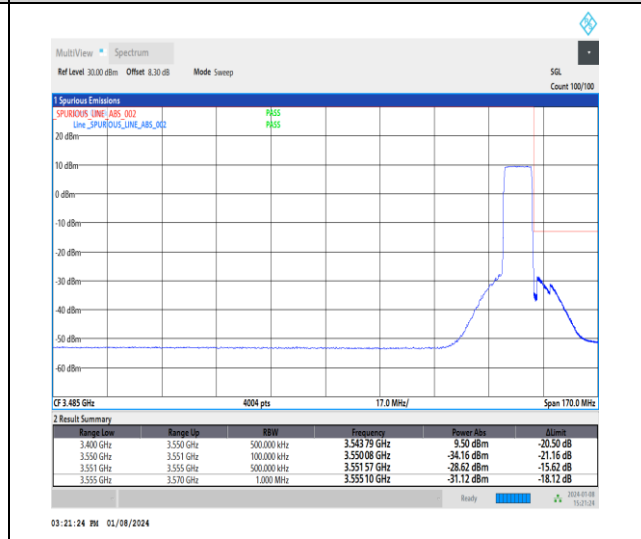 MultiView Spectrum
Ref Level 30.00 dBm Offset 8.30 dB Mode Sweep SGL
Count 100/100
1 Spurious Emissions
SPURIOUS_LINE_ABS_002 PASS
Line _SPURIOUS_LINE_ABS_002 PASS
20 dBm
10 dBm
0 dBm
-10 dBm
-20 dBm
-30 dBm
-40 dBm
-50 dBm
-60 dBm
CF 3.485 GHz 4004 pts 17.0 MHz/ Span 170.0 MHz
2 Result Summary
Range Low Range Up RBW Frequency Power Abs ΔLimit
3.400 GHz 3.550 GHz 500.000 kHz 3.543 79 GHz 9.50 dBm -20.50 dB
3.550 GHz 3.551 GHz 100.000 kHz 3.550 08 GHz -34.16 dBm -21.16 dB
3.551 GHz 3.555 GHz 500.000 kHz 3.551 57 GHz -28.62 dBm -15.62 dB
3.555 GHz 3.570 GHz 1.000 MHz 3.555 10 GHz -31.12 dBm -18.12 dB
Ready 2024-01-08
15:21:24
03:21:24 PM 01/08/2024